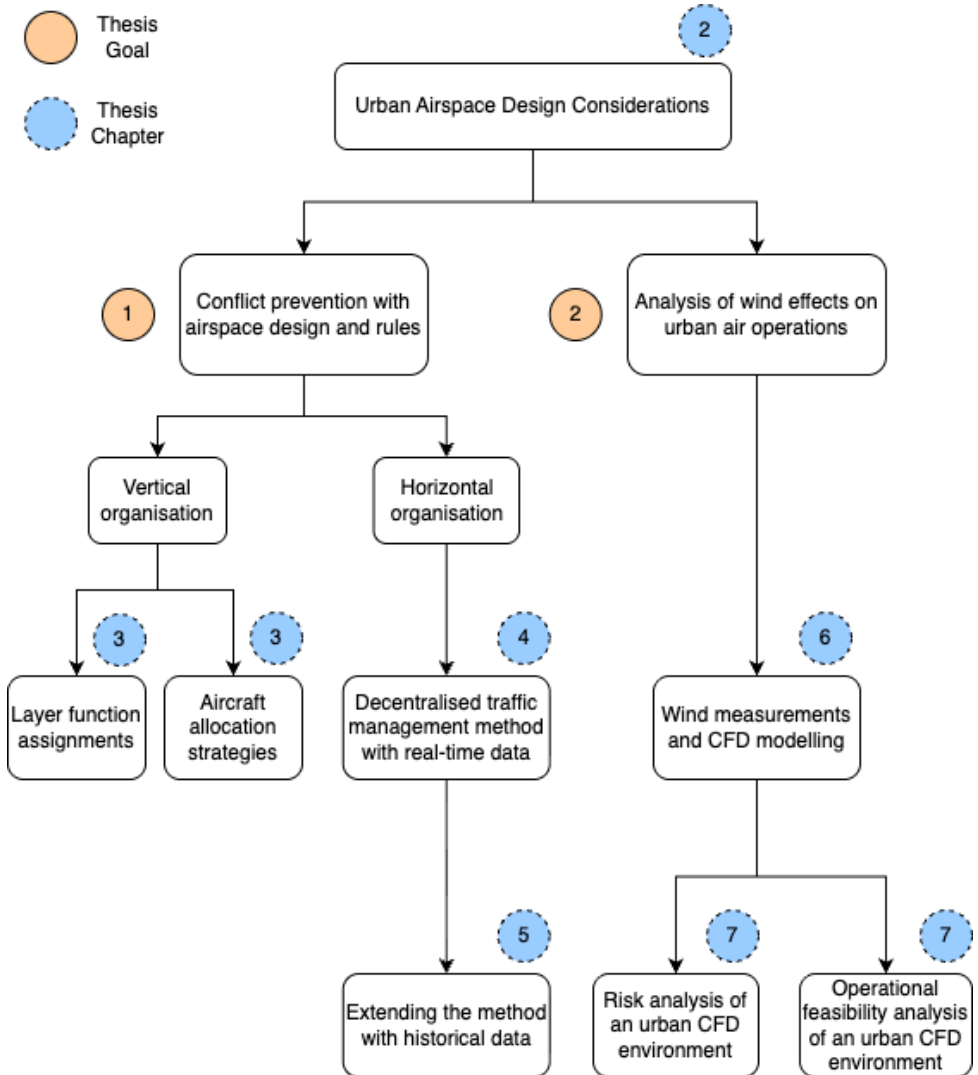 Thesis
Goal
Thesis
Chapter
2
Urban Airspace Design Considerations
1
Conflict prevention with
airspace design and rules
2
Analysis of wind effects on
urban air operations
Vertical
organisation
Horizontal
organisation
3
Layer function
assignments
3
Aircraft
allocation
strategies
4
Decentralised traffic
management method
with real-time data
6
Wind measurements
and CFD modelling
5
Extending the method
with historical data
7
Risk analysis of
an urban CFD
environment
7
Operational
feasibility analysis
of an urban CFD
environment